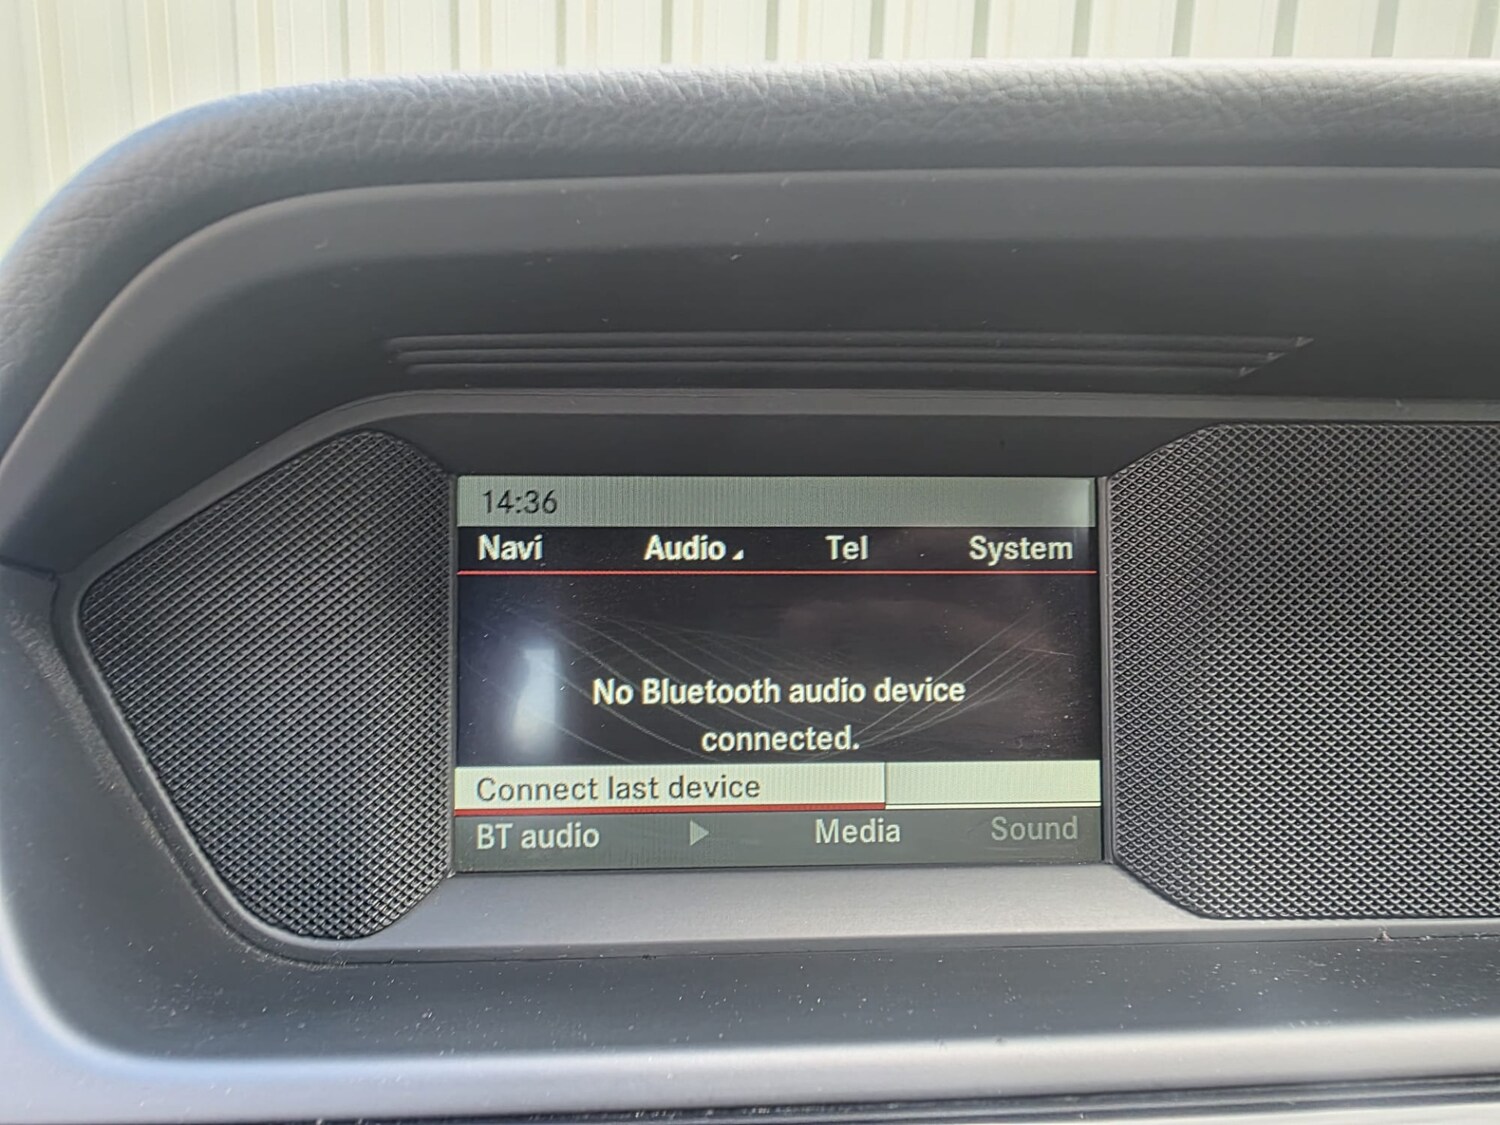 14:36
Navi Audio Tel System
No Bluetooth audio device
connected.
Connect last device
BT audio Media Sound